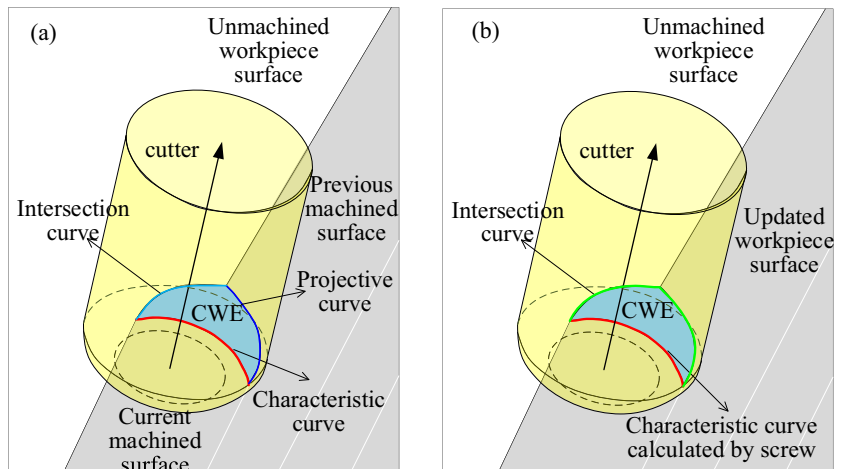 (a)
Unmachined
workpiece
surface
cutter
Previous
machined
surface
Intersection
curve
Projective
curve
CWE
Characteristic
curve
Current
machined
surface
(b)
Unmachined
workpiece
surface
cutter
Intersection
curve
Updated
workpiece
surface
CWE
Characteristic curve
calculated by screw